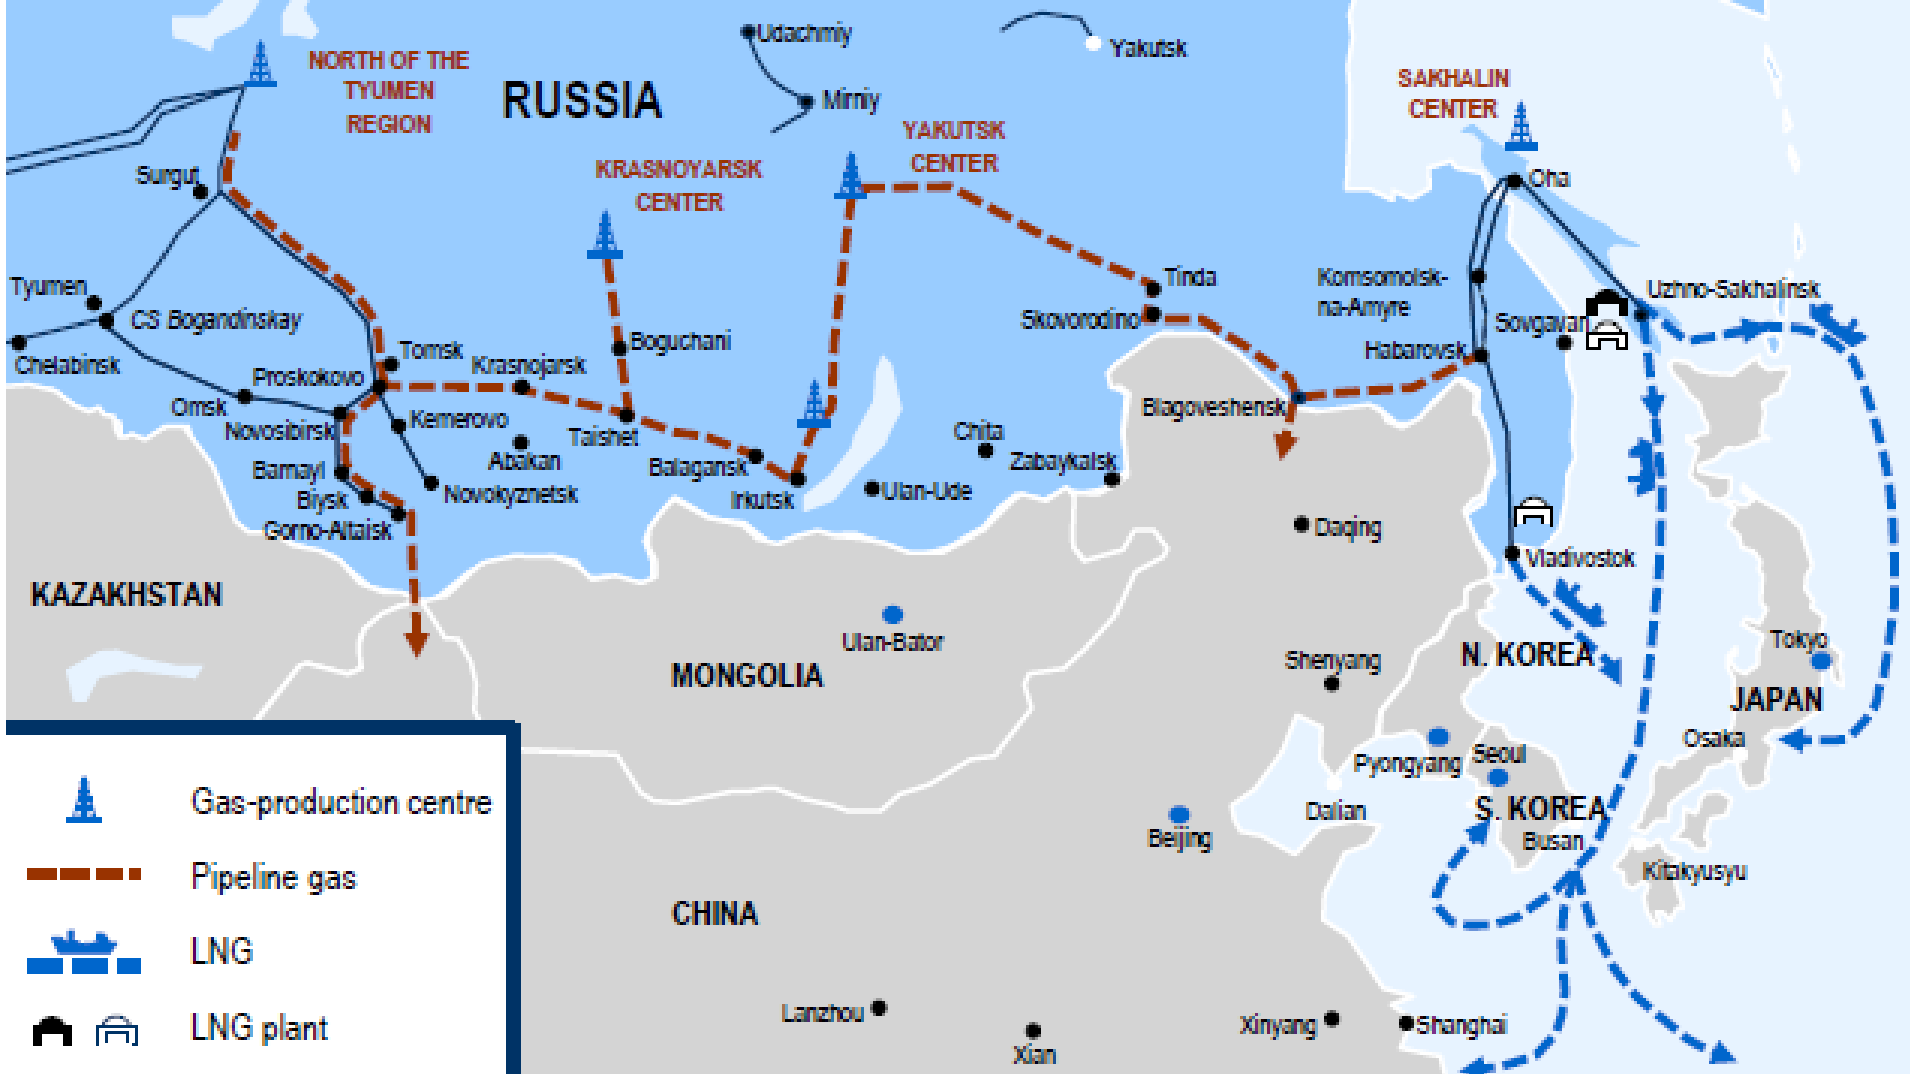 Udachmiy
Yakutsk
NORTH OF THE
TYUMEN
REGION
RUSSIA
Mirniy
SAKHALIN
CENTER
YAKUTSK
CENTER
KRASNOYARSK
CENTER
Surgut
Oha
Tyumen
CS Bogandinskay
Chelabinsk
Tomsk
Proskokovo
Krasnojarsk
Boguchani
Tinda
Skovorodino
Komsomolsk-
na-Amyre
Uzhno-Sakhalinsk
Sovgavan
Habarovsk
Omsk
Novosibirsk
Kemerovo
Abakan
Taishet
Blagoveshensk
Chita
Zabaykalsk
Barnayl
Biysk
Gorno-Altaisk
Novokyznetsk
Balagansk
Irkutsk
Ulan-Ude
Daqing
Vladivostok
KAZAKHSTAN
Ulan-Bator
MONGOLIA
Shenyang
N. KOREA
Tokyo
JAPAN
Osaka
Pyongyang
Seoul
Dalian
S. KOREA
Busan
Beijing
Kitakyusyu
CHINA
Lanzhou
Xian
Xinyang
Shanghai
Gas-production centre
Pipeline gas
LNG
LNG plant